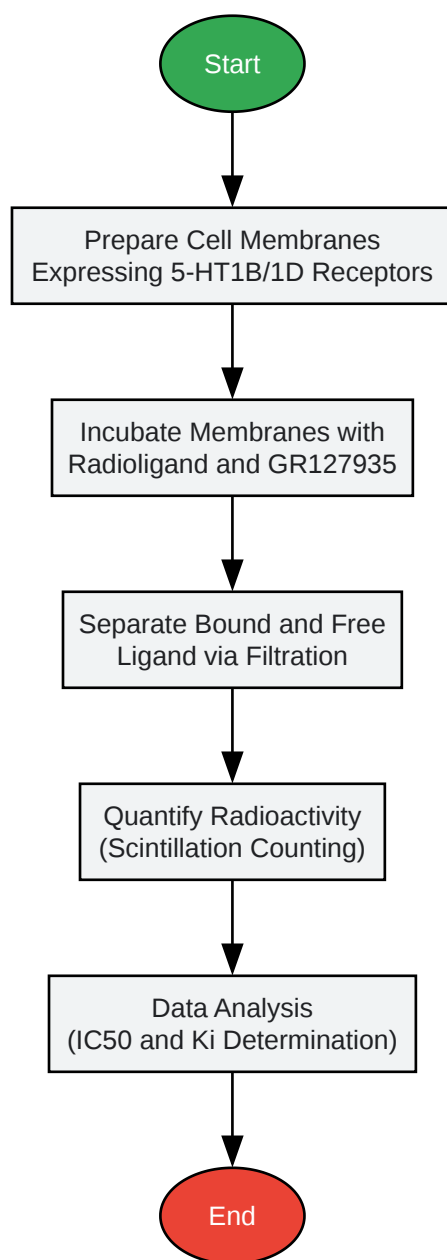 Start
Prepare Cell Membranes
Expressing 5-HT1B/1D Receptors
Incubate Membranes with
Radioligand and GR127935
Separate Bound and Free
Ligand via Filtration
Quantify Radioactivity
(Scintillation Counting)
Data Analysis
(IC50 and Ki Determination)
End